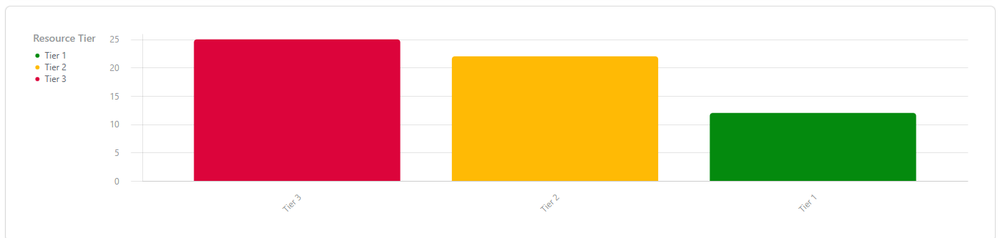 Resource Tier
Tier 1
Tier 2
Tier 3
25
20
15
10
5
0
Tier 3
Tier 2
Tier 1